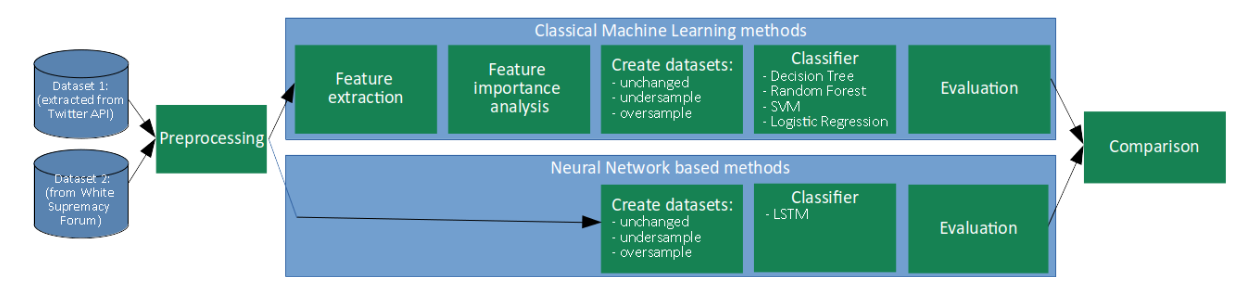 Classical Machine Learning methods
Dataset 1:
(extracted from
Twitter API)
Dataset 2:
(from White
Supremacy
Forum)
Preprocessing
Feature
extraction
Feature
importance
analysis
Create datasets:
- unchanged
- undersample
- oversample
Classifier
- Decision Tree
- Random Forest
- SVM
- Logistic Regression
Evaluation
Neural Network based methods
Create datasets:
- unchanged
- undersample
- oversample
Classifier
- LSTM
Evaluation
Comparison